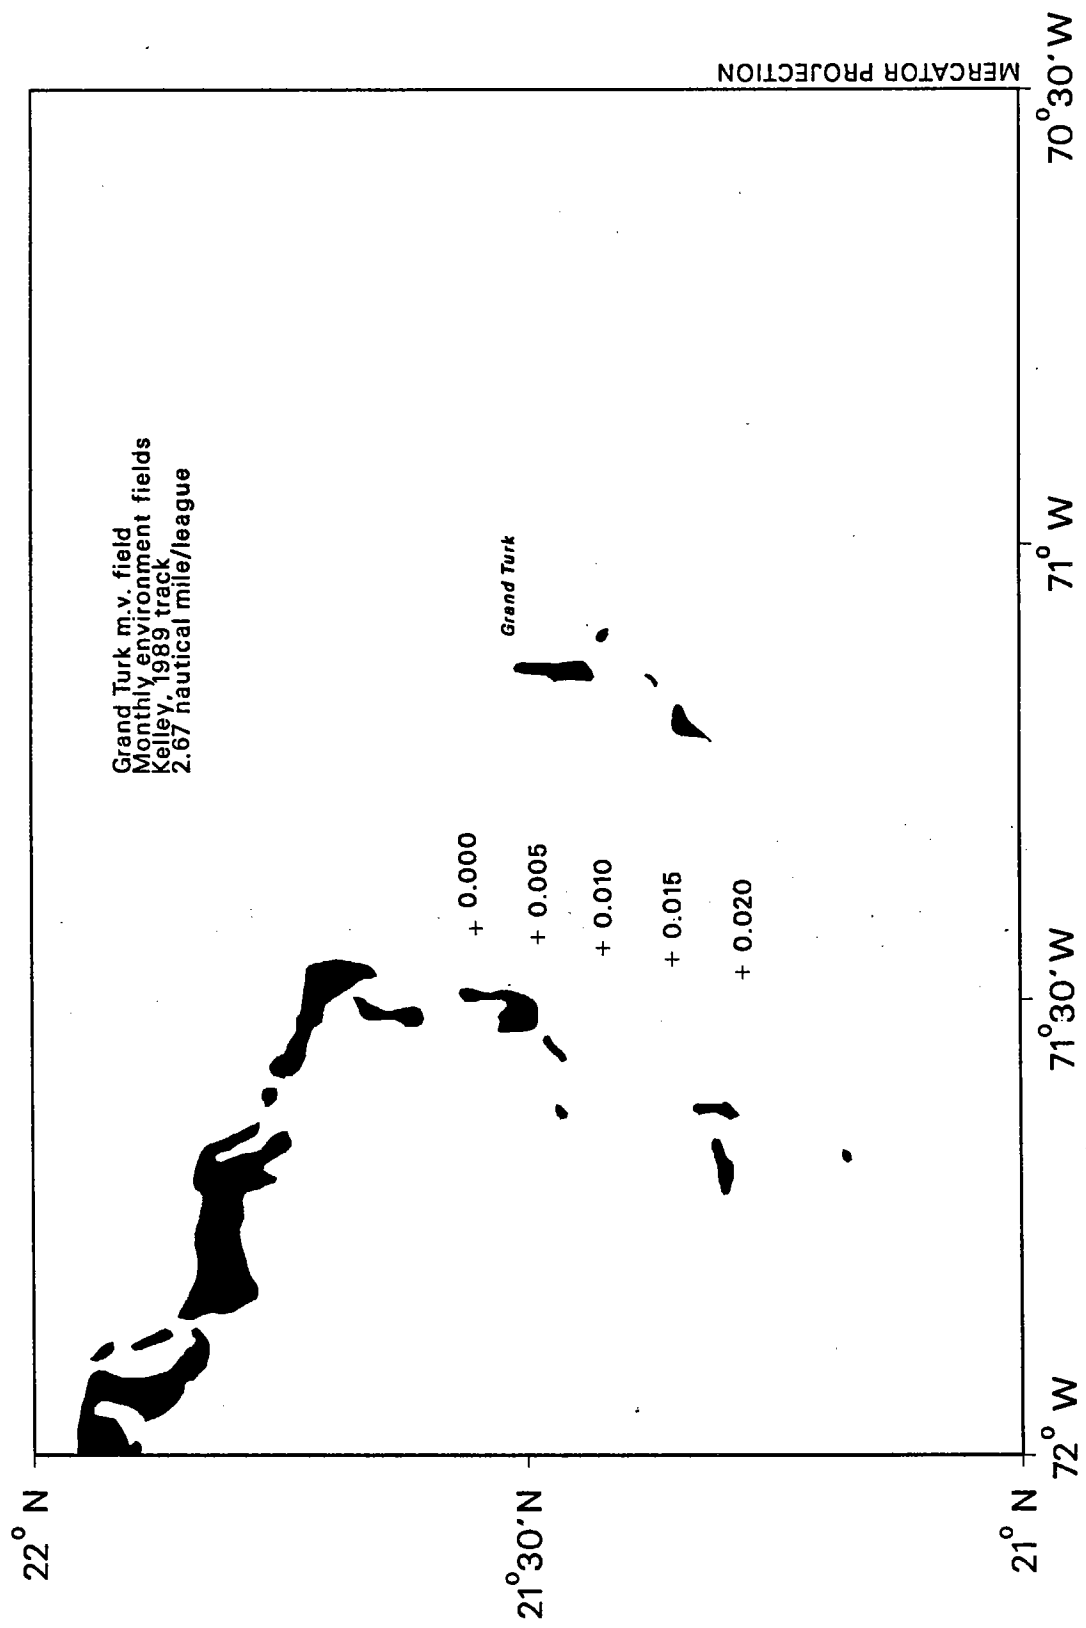 Grand Turk m.v. field
Monthly environment fields
Kelley, 1989 track
2.67 nautical mile/league
Grand Turk
+ 0.000
+ 0.005
+ 0.010
+ 0.015
+ 0.020
22° N
21°30'N
21° N
72° W
71°30'W
71° W
70°30'W
MERCATOR PROJECTION